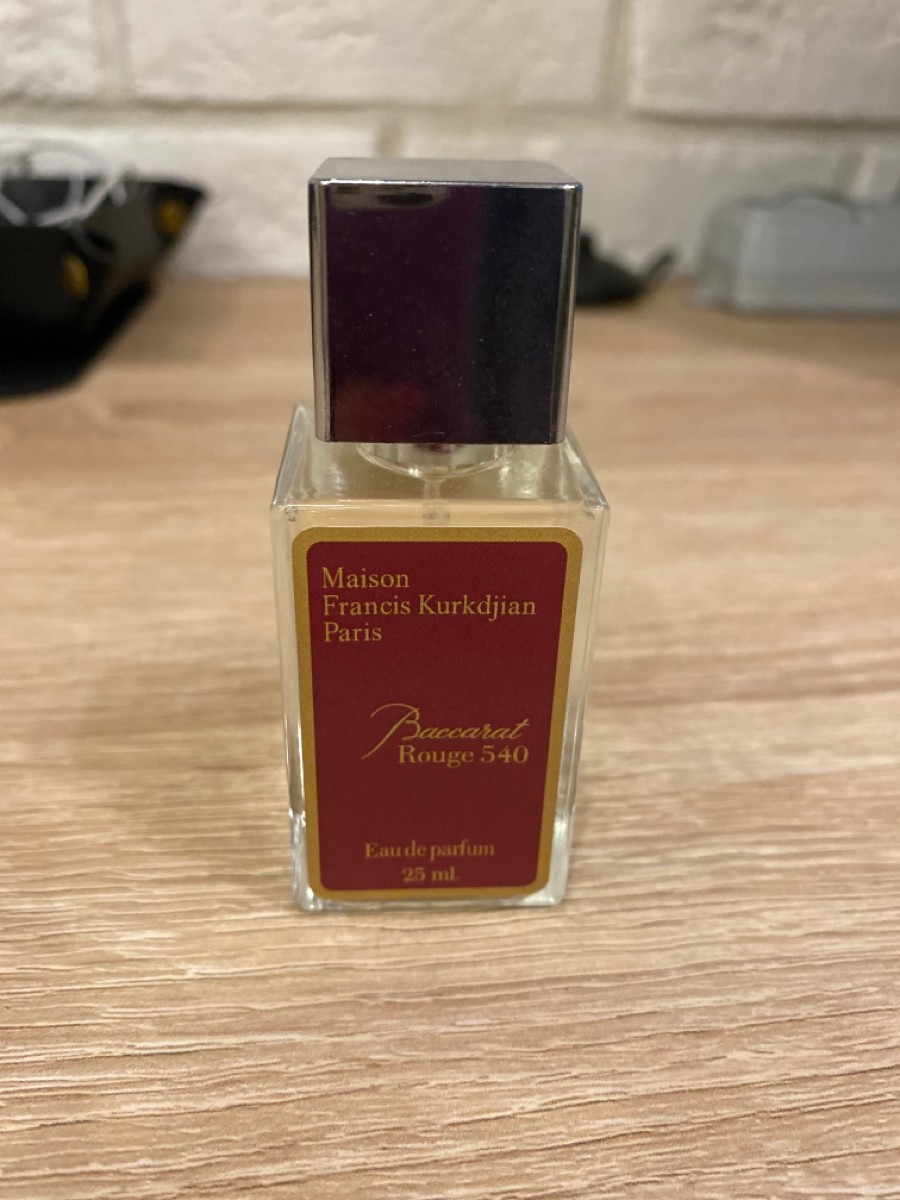 Maison
Francis Kurkdjian
Paris
Baccarat
Rouge 540
Eau de parfum
25 ml.